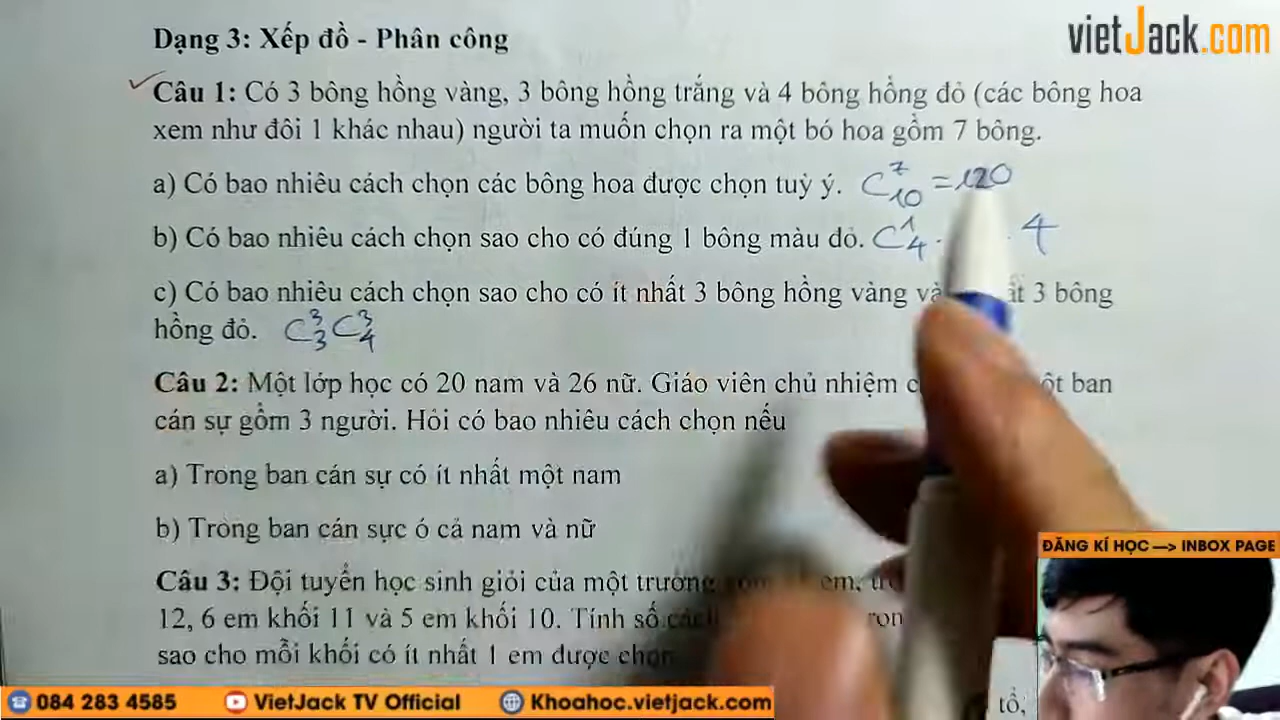 vietJack.com
Dạng 3: Xếp đồ - Phân công
Câu 1: Có 3 bông hồng vàng, 3 bông hồng trắng và 4 bông hồng đỏ (các bông hoa
xem như đôi 1 khác nhau) người ta muốn chọn ra một bó hoa gồm 7 bông.
a) Có bao nhiêu cách chọn các bông hoa được chọn tuỳ ý. C⁷₁₀ = 120
b) Có bao nhiêu cách chọn sao cho có đúng 1 bông màu đỏ. C¹₄ . 4
c) Có bao nhiêu cách chọn sao cho có ít nhất 3 bông hồng vàng 3 bông
hồng đỏ. C³₃ C³₄
Câu 2: Một lớp học có 20 nam và 26 nữ. Giáo viên chủ nhiệm ban
cán sự gồm 3 người. Hỏi có bao nhiêu cách chọn nếu
a) Trong ban cán sự có ít nhất một nam
b) Trong ban cán sực ó cả nam và nữ
Câu 3: Đội tuyển học sinh giỏi của một trường em,
12, 6 em khối 11 và 5 em khối 10. Tính số
sao cho mỗi khối có ít nhất 1 em được chọn
ĐĂNG KÍ HỌC —> INBOX PAGE
tổ,
084 283 4585 VietJack TV Official Khoahoc.vietjack.com